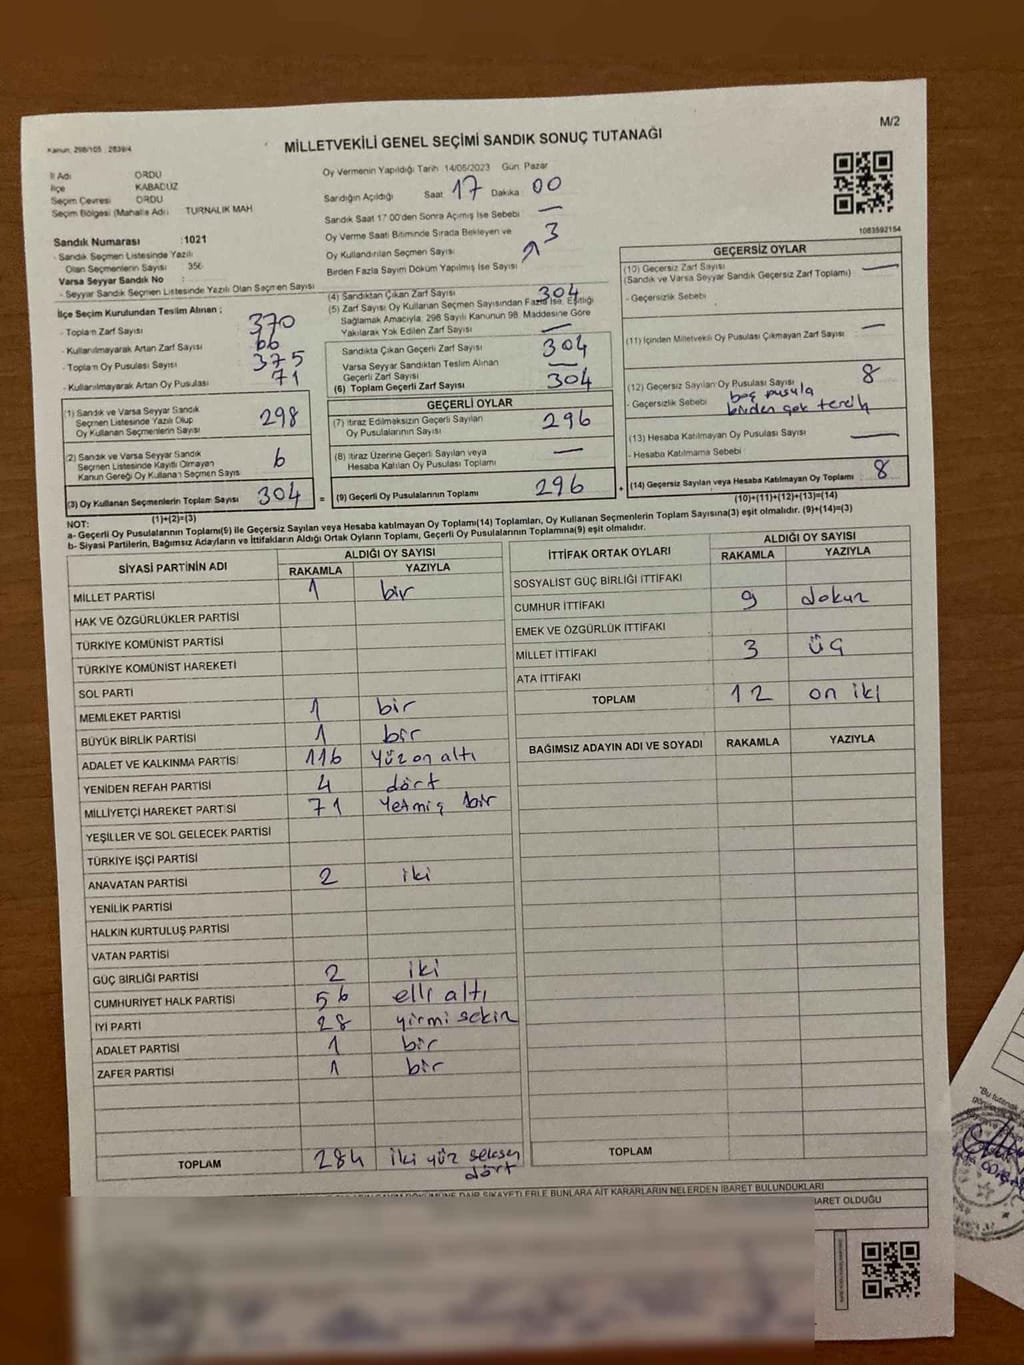 M/2
Kanun: 298/105 2839/4
MİLLETVEKİLİ GENEL SEÇİMİ SANDIK SONUÇ TUTANAĞI
İl Adı ORDU
İlçe KABADÜZ
Seçim Çevresi ORDU
Seçim Bölgesi (Mahalle Adı) TURNALIK MAH
Sandık Numarası :1021
- Sandık Seçmen Listesinde Yazılı
Olan Seçmenlerin Sayısı : 356
Varsa Seyyar Sandık No :
- Seyyar Sandık Seçmen Listesinde Yazılı Olan Seçmen Sayısı
Oy Vermenin Yapıldığı Tarih 14/05/2023 Gün: Pazar
Sandığın Açıldığı Saat 17 Dakika 00
Sandık Saat 17:00'den Sonra Açılmış İse Sebebi —
Oy Verme Saati Bitiminde Sırada Bekleyen ve
Oy Kullandırılan Seçmen Sayısı 3
Birden Fazla Sayım Döküm Yapılmış İse Sayısı
1083592154
İlçe Seçim Kurulundan Teslim Alınan ;
- Toplam Zarf Sayısı 370
- Kullanılmayarak Artan Zarf Sayısı 66
- Toplam Oy Pusulası Sayısı 375
- Kullanılmayarak Artan Oy Pusulası 71
(1) Sandık ve Varsa Seyyar Sandık
Seçmen Listesinde Yazılı Olup
Oy Kullanan Seçmenlerin Sayısı 298
(2) Sandık ve Varsa Seyyar Sandık
Seçmen Listesinde Kayıtlı Olmayan
Kanun Gereği Oy Kullanan Seçmen Sayısı 6
(3) Oy Kullanan Seçmenlerin Toplam Sayısı 304 =
(1)+(2)=(3)
(4) Sandıktan Çıkan Zarf Sayısı 304
(5) Zarf Sayısı Oy Kullanan Seçmen Sayısından Fazla İse, Eşitliği
Sağlamak Amacıyla; 298 Sayılı Kanunun 98. Maddesine Göre
Yakılarak Yok Edilen Zarf Sayısı —
Sandıkta Çıkan Geçerli Zarf Sayısı 304
Varsa Seyyar Sandıktan Teslim Alınan
Geçerli Zarf Sayısı —
(6) Toplam Geçerli Zarf Sayısı 304
GEÇERLİ OYLAR
(7) İtiraz Edilmeksizin Geçerli Sayılan
Oy Pusulalarının Sayısı 296
(8) İtiraz Üzerine Geçerli Sayılan veya
Hesaba Katılan Oy Pusulası Toplamı —
(9) Geçerli Oy Pusulalarının Toplamı 296 +
GEÇERSİZ OYLAR
(10) Geçersiz Zarf Sayısı —
(Sandık ve Varsa Seyyar Sandık Geçersiz Zarf Toplamı)
- Geçersizlik Sebebi
(11) İçinden Milletvekili Oy Pusulası Çıkmayan Zarf Sayısı —
(12) Geçersiz Sayılan Oy Pusulası Sayısı 8
- Geçersizlik Sebebi boş pusula
birden çok tercih
(13) Hesaba Katılmayan Oy Pusulası Sayısı —
- Hesaba Katılmama Sebebi
(14) Geçersiz Sayılan veya Hesaba Katılmayan Oy Toplamı 8
(10)+(11)+(12)+(13)=(14)
NOT:
a- Geçerli Oy Pusulalarının Toplamı(9) ile Geçersiz Sayılan veya Hesaba katılmayan Oy Toplamı(14) Toplamları, Oy Kullanan Seçmenlerin Toplam Sayısına(3) eşit olmalıdır. (9)+(14)=(3)
b- Siyasi Partilerin, Bağımsız Adayların ve İttifakların Aldığı Ortak Oyların Toplamı, Geçerli Oy Pusulalarının Toplamına(9) eşit olmalıdır.
SİYASİ PARTİNİN ADI ALDIĞI OY SAYISI
RAKAMLA YAZIYLA
MİLLET PARTİSİ 1 bir
HAK VE ÖZGÜRLÜKLER PARTİSİ
TÜRKİYE KOMÜNİST PARTİSİ
TÜRKİYE KOMÜNİST HAREKETİ
SOL PARTİ
MEMLEKET PARTİSİ 1 bir
BÜYÜK BİRLİK PARTİSİ 1 bir
ADALET VE KALKINMA PARTİSİ 116 yüz on altı
YENİDEN REFAH PARTİSİ 4 dört
MİLLİYETÇİ HAREKET PARTİSİ 71 yetmiş bir
YEŞİLLER VE SOL GELECEK PARTİSİ
TÜRKİYE İŞÇİ PARTİSİ
ANAVATAN PARTİSİ 2 iki
YENİLİK PARTİSİ
HALKIN KURTULUŞ PARTİSİ
VATAN PARTİSİ
GÜÇ BİRLİĞİ PARTİSİ 2 iki
CUMHURİYET HALK PARTİSİ 56 elli altı
İYİ PARTİ 28 yirmi sekiz
ADALET PARTİSİ 1 bir
ZAFER PARTİSİ 1 bir
TOPLAM 284 iki yüz seksen
dört
İTTİFAK ORTAK OYLARI ALDIĞI OY SAYISI
RAKAMLA YAZIYLA
SOSYALİST GÜÇ BİRLİĞİ İTTİFAKI
CUMHUR İTTİFAKI 9 dokuz
EMEK VE ÖZGÜRLÜK İTTİFAKI
MİLLET İTTİFAKI 3 üç
ATA İTTİFAKI
TOPLAM 12 on iki
BAĞIMSIZ ADAYIN ADI VE SOYADI RAKAMLA YAZIYLA
TOPLAM
SAYIM DÖKÜMÜNE DAİR ŞİKAYETLERLE BUNLARA AİT KARARLARIN NELERDEN İBARET BULUNDUKLARI
İBARET OLDUĞU
"Bu tutanak